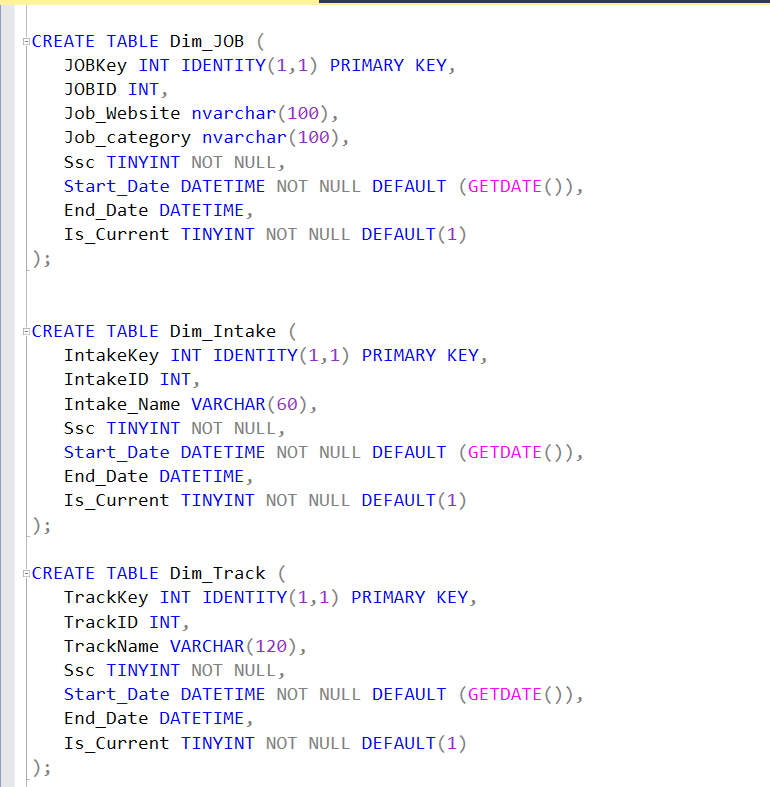 CREATE TABLE Dim_JOB (
JOBKey INT IDENTITY(1,1) PRIMARY KEY,
JOBID INT,
Job_Website nvarchar(100),
Job_category nvarchar(100),
Ssc TINYINT NOT NULL,
Start_Date DATETIME NOT NULL DEFAULT (GETDATE()),
End_Date DATETIME,
Is_Current TINYINT NOT NULL DEFAULT(1)
);
CREATE TABLE Dim_Intake (
IntakeKey INT IDENTITY(1,1) PRIMARY KEY,
IntakeID INT,
Intake_Name VARCHAR(60),
Ssc TINYINT NOT NULL,
Start_Date DATETIME NOT NULL DEFAULT (GETDATE()),
End_Date DATETIME,
Is_Current TINYINT NOT NULL DEFAULT(1)
);
CREATE TABLE Dim_Track (
TrackKey INT IDENTITY(1,1) PRIMARY KEY,
TrackID INT,
TrackName VARCHAR(120),
Ssc TINYINT NOT NULL,
Start_Date DATETIME NOT NULL DEFAULT (GETDATE()),
End_Date DATETIME,
Is_Current TINYINT NOT NULL DEFAULT(1)
);